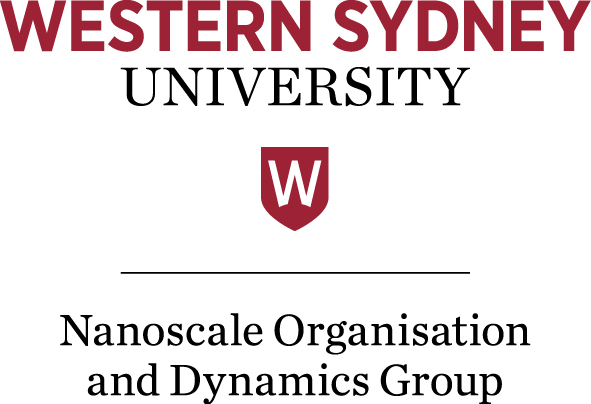 WESTERN SYDNEY
UNIVERSITY
W
Nanoscale Organisation
and Dynamics Group